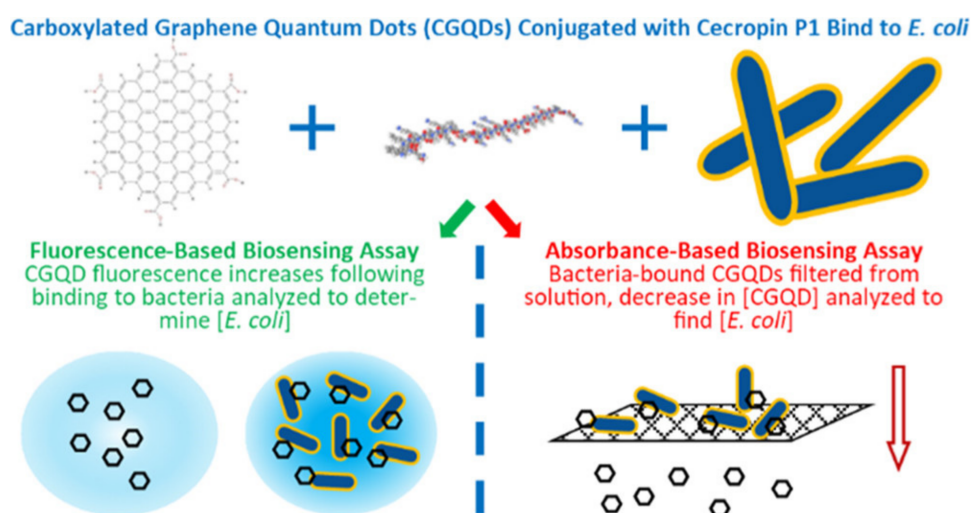 Carboxylated Graphene Quantum Dots (CGQDs) Conjugated with Cecropin P1 Bind to E. coli
Fluorescence-Based Biosensing Assay
CGQD fluorescence increases following
binding to bacteria analyzed to deter-
mine [E. coli]
Absorbance-Based Biosensing Assay
Bacteria-bound CGQDs filtered from
solution, decrease in [CGQD] analyzed to
find [E. coli]